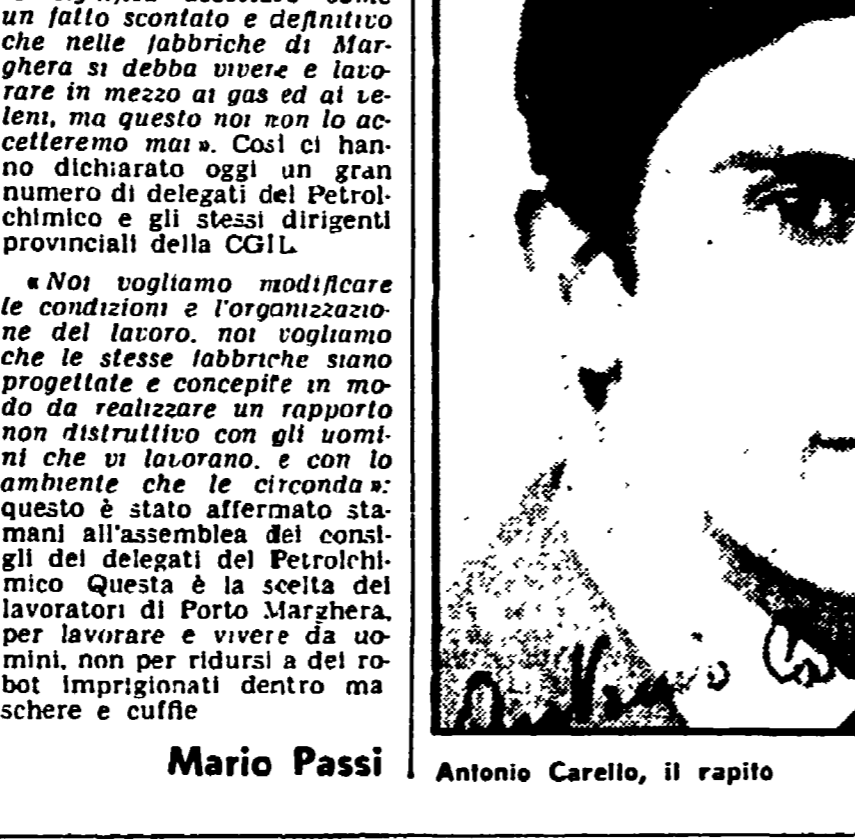 un fatto scontato e definitivo
che nelle fabbriche di Mar-
ghera si debba vivere e lavo-
rare in mezzo ai gas ed ai ve-
leni, ma questo noi non lo ac-
cetteremo mai». Così ci han-
no dichiarato oggi un gran
numero di delegati del Petrol-
chimico e gli stessi dirigenti
provinciali della CGIL
«Noi vogliamo modificare
le condizioni e l'organizzazio-
ne del lavoro, noi vogliamo
che le stesse fabbriche siano
progettate e concepite in mo-
do da realizzare un rapporto
non distruttivo con gli uomi-
ni che vi lavorano, e con lo
ambiente che le circonda»:
questo è stato affermato sta-
mani all'assemblea dei consi-
gli dei delegati del Petrolchi-
mico Questa è la scelta dei
lavoratori di Porto Marghera,
per lavorare e vivere da uo-
mini, non per ridursi a dei ro-
bot imprigionati dentro ma
schere e cuffie
Mario Passi
Antonio Carello, il rapito